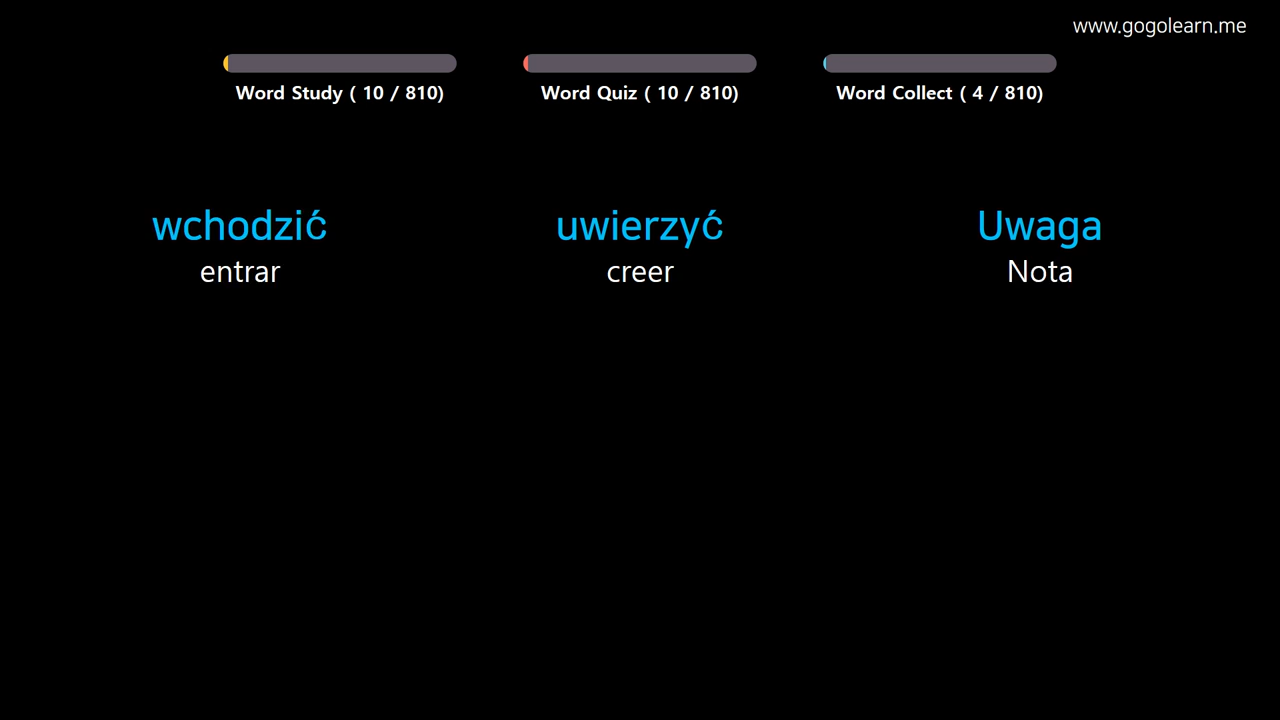 www.gogolearn.me
Word Study ( 10 / 810)
Word Quiz ( 10 / 810)
Word Collect ( 4 / 810)
wchodzić
entrar
uwierzyć
creer
Uwaga
Nota